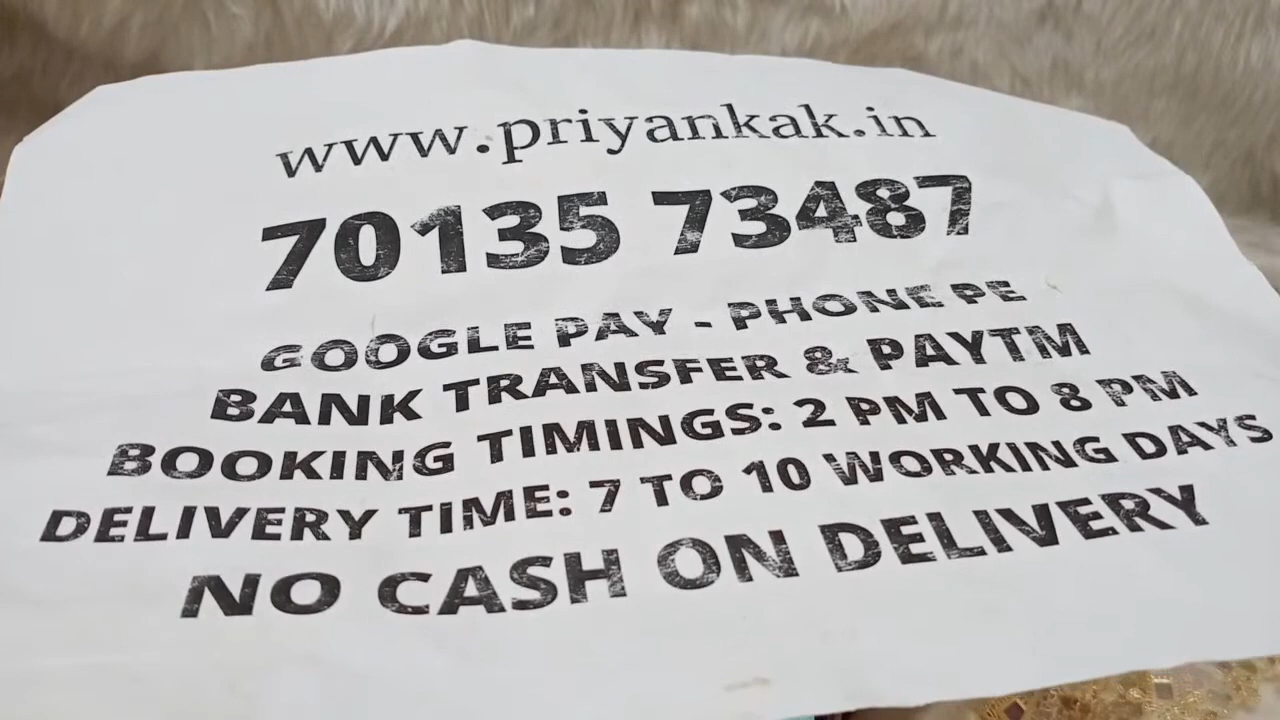 www.priyankak.in
70135 73487
GOOGLE PAY - PHONE PE
BANK TRANSFER & PAYTM
BOOKING TIMINGS: 2 PM TO 8 PM
DELIVERY TIME: 7 TO 10 WORKING DAYS
NO CASH ON DELIVERY